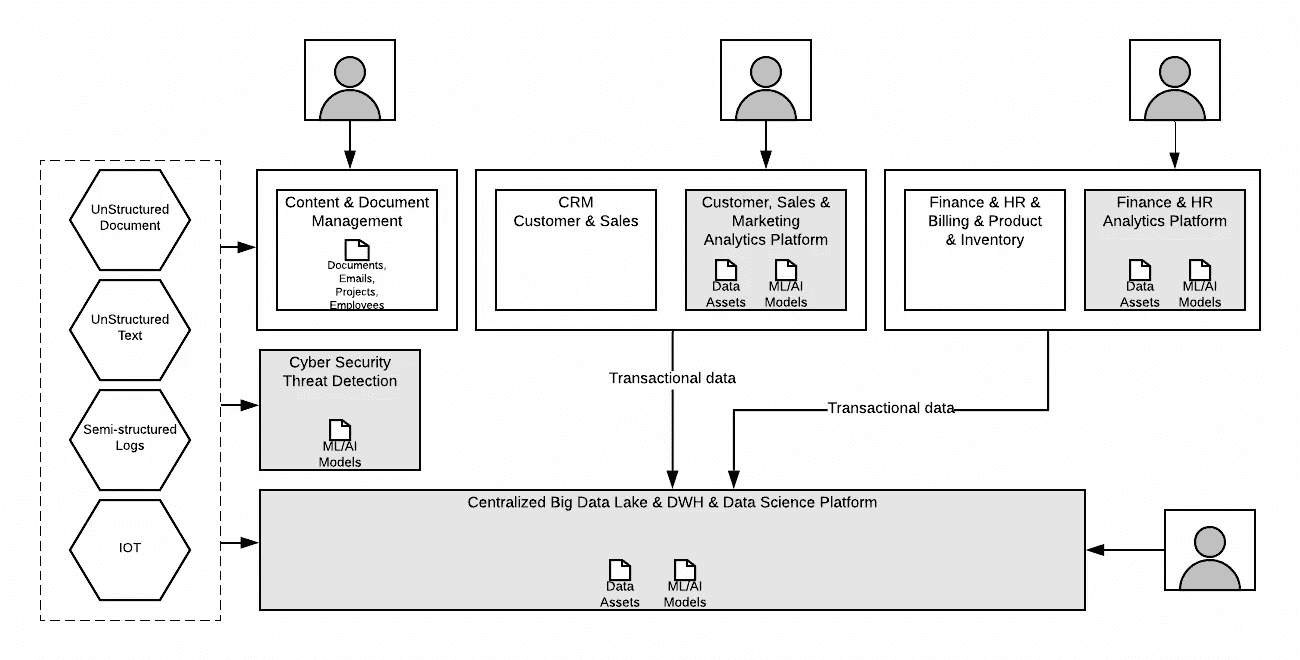 UnStructured
Document
UnStructured
Text
Semi-structured
Logs
IOT
Content & Document
Management
Documents,
Emails,
Projects,
Employees
CRM
Customer & Sales
Customer, Sales &
Marketing
Analytics Platform
Data
Assets
ML/AI
Models
Finance & HR &
Billing & Product
& Inventory
Finance & HR
Analytics Platform
Data
Assets
ML/AI
Models
Cyber Security
Threat Detection
ML/AI
Models
Transactional data
Transactional data
Centralized Big Data Lake & DWH & Data Science Platform
Data
Assets
ML/AI
Models